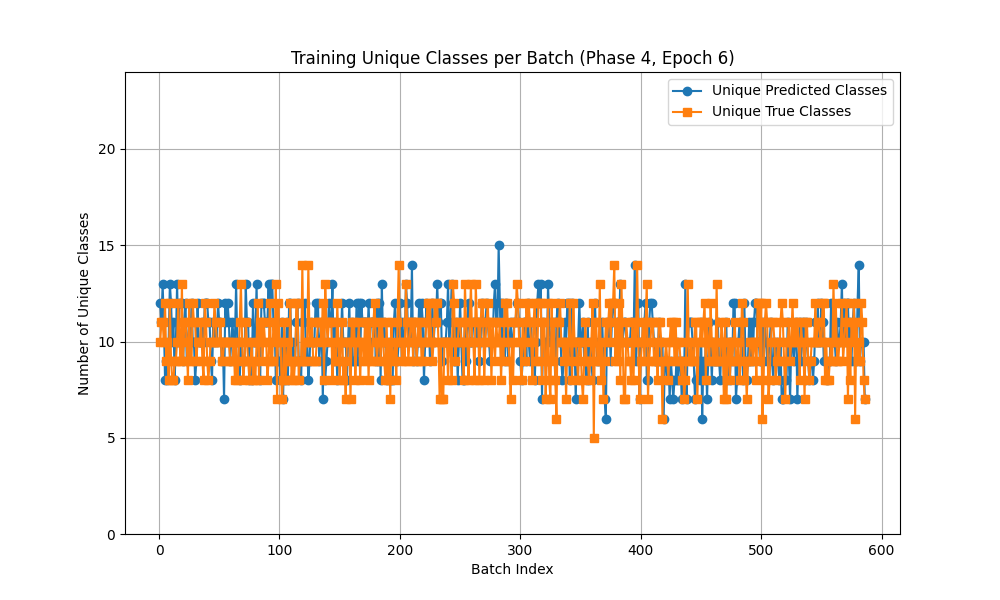 Training Unique Classes per Batch (Phase 4, Epoch 6)
Unique Predicted Classes
Unique True Classes
Number of Unique Classes
20
15
10
5
0
0 100 200 300 400 500 600
Batch Index